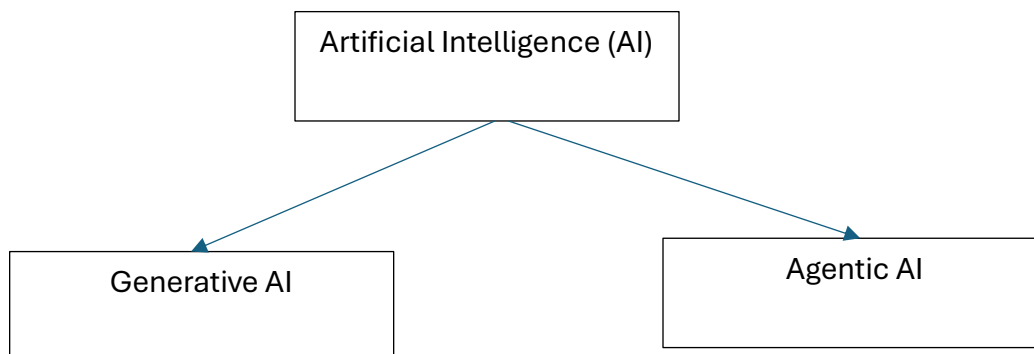 Artificial Intelligence (AI)
Generative AI
Agentic AI